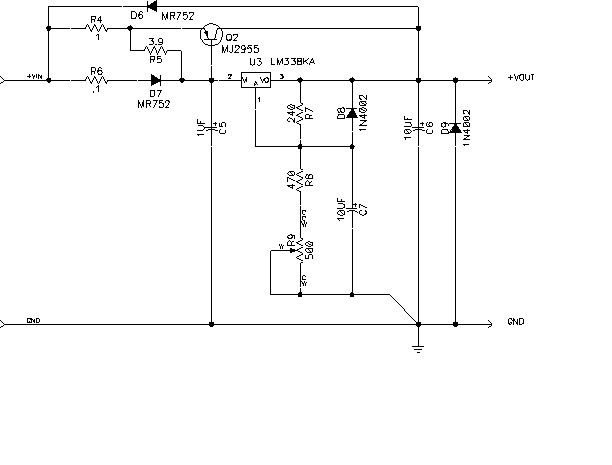 D6 MR752
R4
.1
Q2
MJ2955
3.9
R5
U3 LM338KA
+VIN
R6
.1
D7
MR752
2
VI
VO
3
A
1
+VOUT
1UF
C5
240
R7
D8
1N4002
10UF
C6
D9
1N4002
470
R8
CCW
10UF
C7
W
R9
500
CW
GND
GND